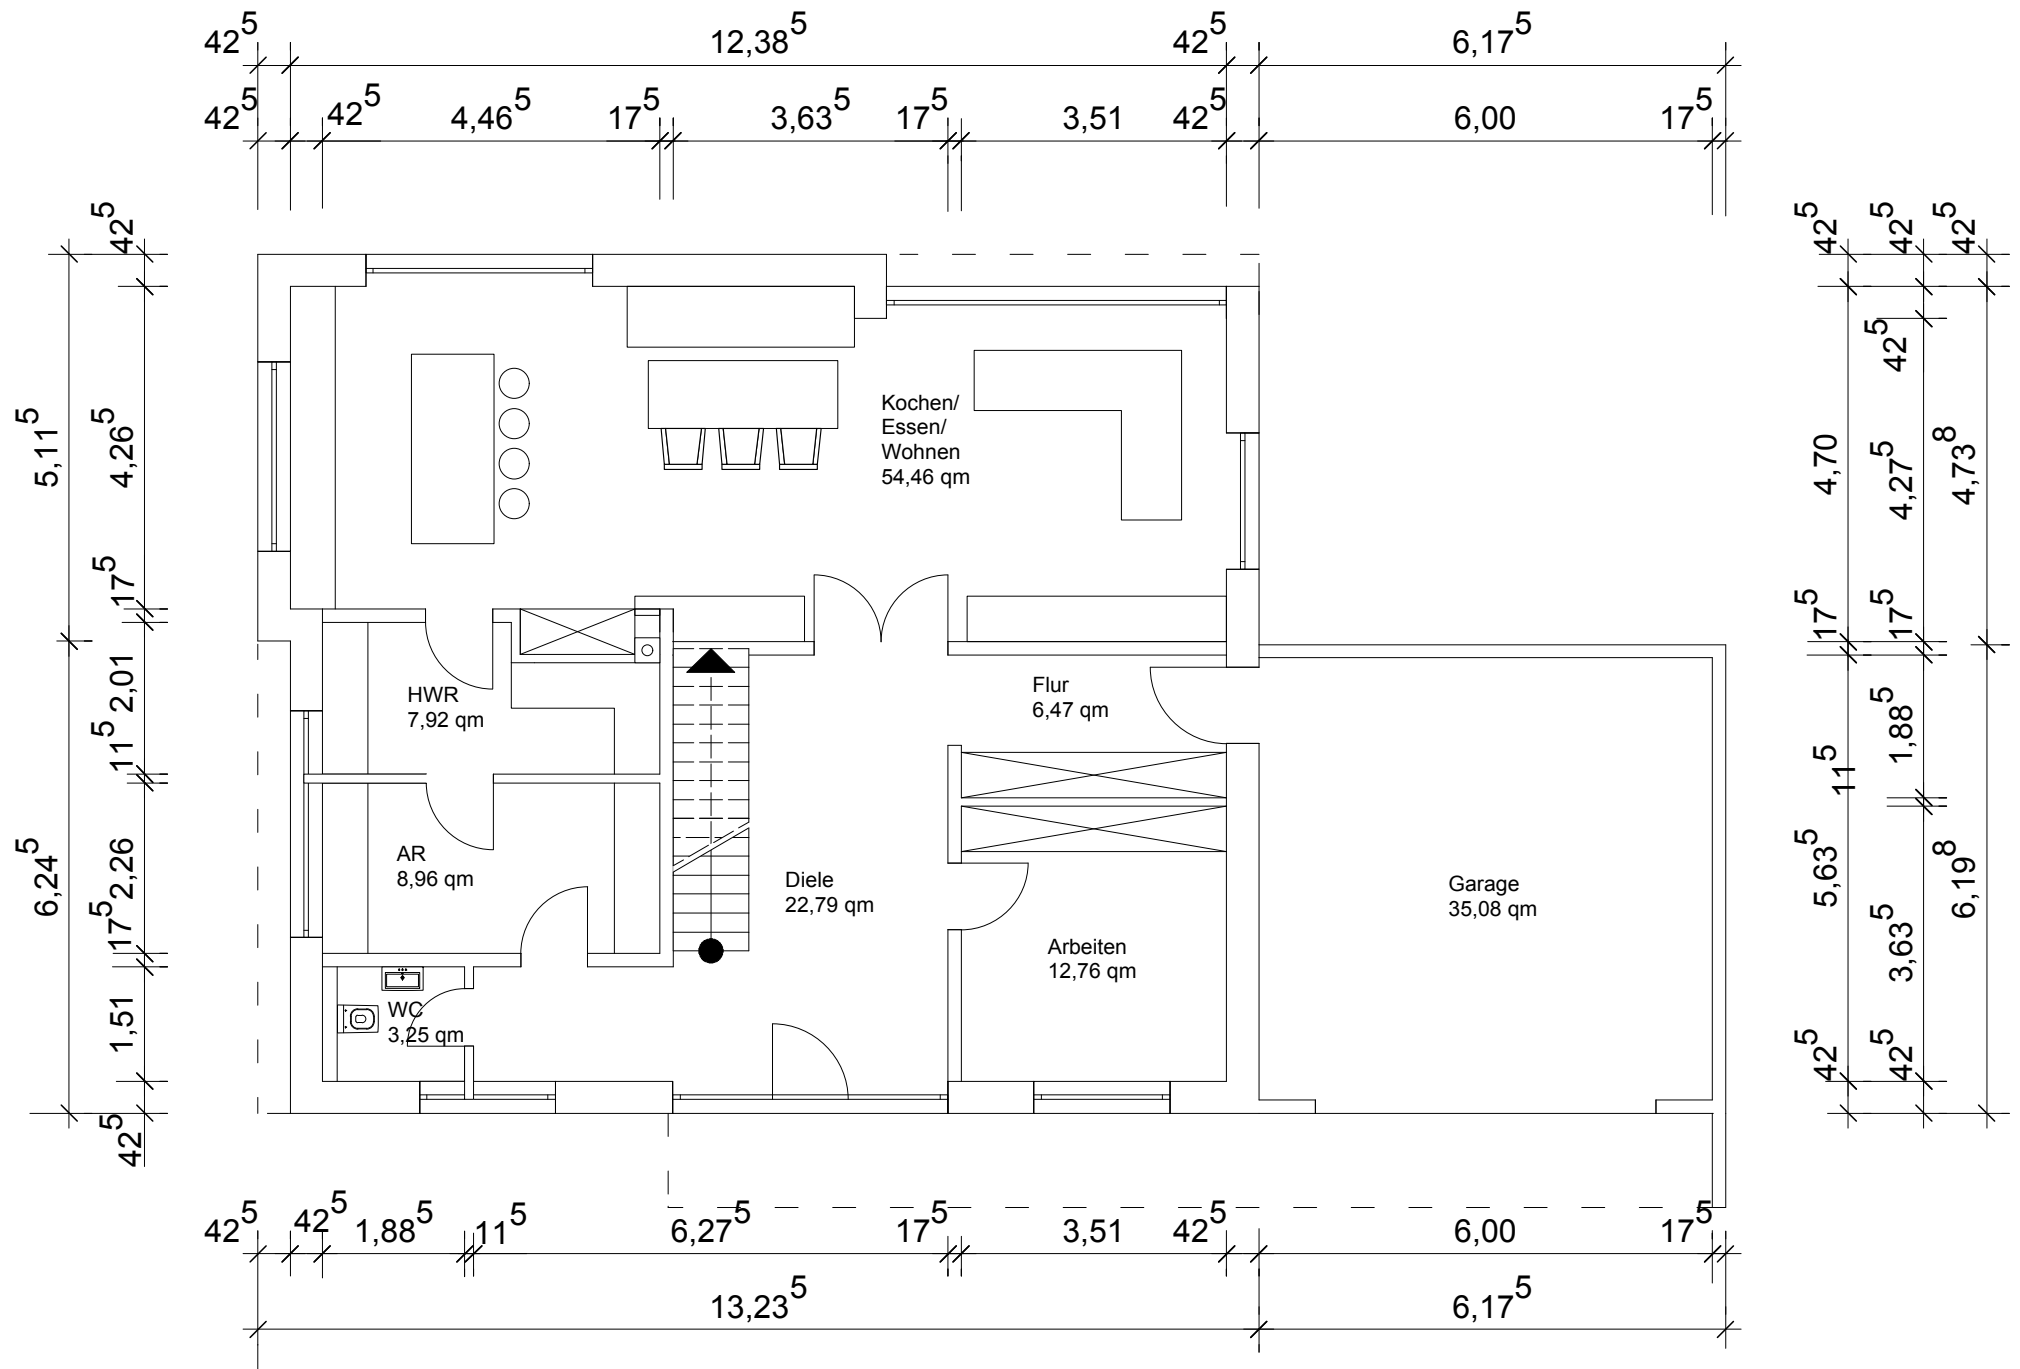 42⁵ 12,38⁵ 42⁵ 6,17⁵
42⁵ 42⁵ 4,46⁵ 17⁵ 3,63⁵ 17⁵ 3,51 42⁵ 6,00 17⁵
42⁵
5,11⁵
4,26⁵
17⁵
2,01
11⁵
6,24⁵
2,26
17⁵
1,51
42⁵
Kochen/
Essen/
Wohnen
54,46 qm
HWR
7,92 qm
Flur
6,47 qm
AR
8,96 qm
Diele
22,79 qm
Garage
35,08 qm
Arbeiten
12,76 qm
WC
3,25 qm
42⁵ 42⁵ 42⁵
42⁵
4,70
4,27⁵
4,73⁸
17⁵ 17⁵
1,88⁵
11⁵
5,63⁵
3,63⁵
6,19⁸
42⁵ 42⁵
42⁵ 42⁵ 1,88⁵ 11⁵ 6,27⁵ 17⁵ 3,51 42⁵ 6,00 17⁵
13,23⁵ 6,17⁵